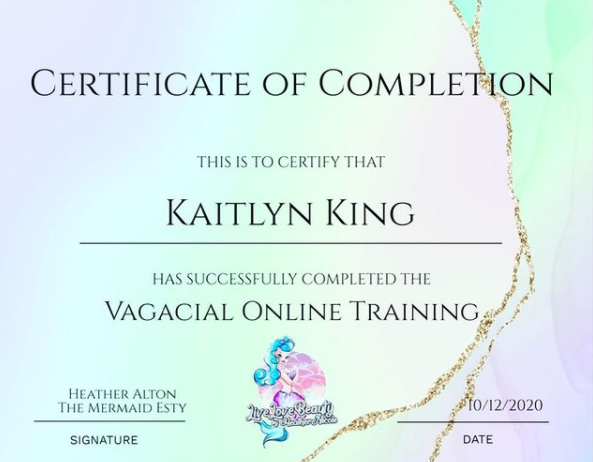 CERTIFICATE OF COMPLETION
THIS IS TO CERTIFY THAT
KAITLYN KING
HAS SUCCESSFULLY COMPLETED THE
VAGACIAL ONLINE TRAINING
Live Love Beauty
HEATHER ALTON
THE MERMAID ESTY
SIGNATURE
10/12/2020
DATE